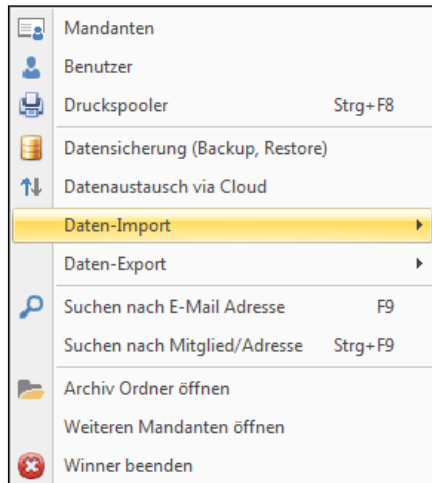 Mandanten
Benutzer
Druckspooler Strg+F8
Datensicherung (Backup, Restore)
Datenaustausch via Cloud
Daten-Import
Daten-Export
Suchen nach E-Mail Adresse F9
Suchen nach Mitglied/Adresse Strg+F9
Archiv Ordner öffnen
Weiteren Mandanten öffnen
Winner beenden